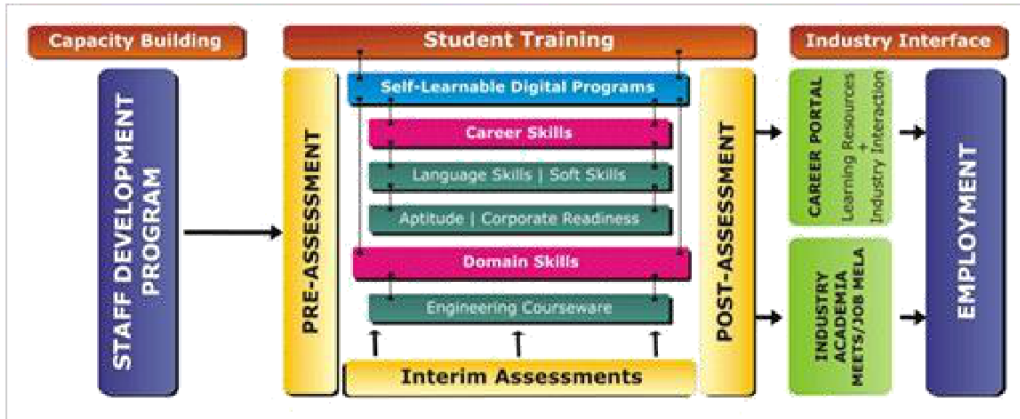 Capacity Building
Student Training
Industry Interface
STAFF DEVELOPMENT
PROGRAM
PRE-ASSESSMENT
Self-Learnable Digital Programs
Career Skills
Language Skills | Soft Skills
Aptitude | Corporate Readiness
Domain Skills
Engineering Courseware
Interim Assessments
POST-ASSESSMENT
CAREER PORTAL
Learning Resources
+
Industry Interaction
INDUSTRY
ACADEMIA
MEETS/JOB MELA
EMPLOYMENT